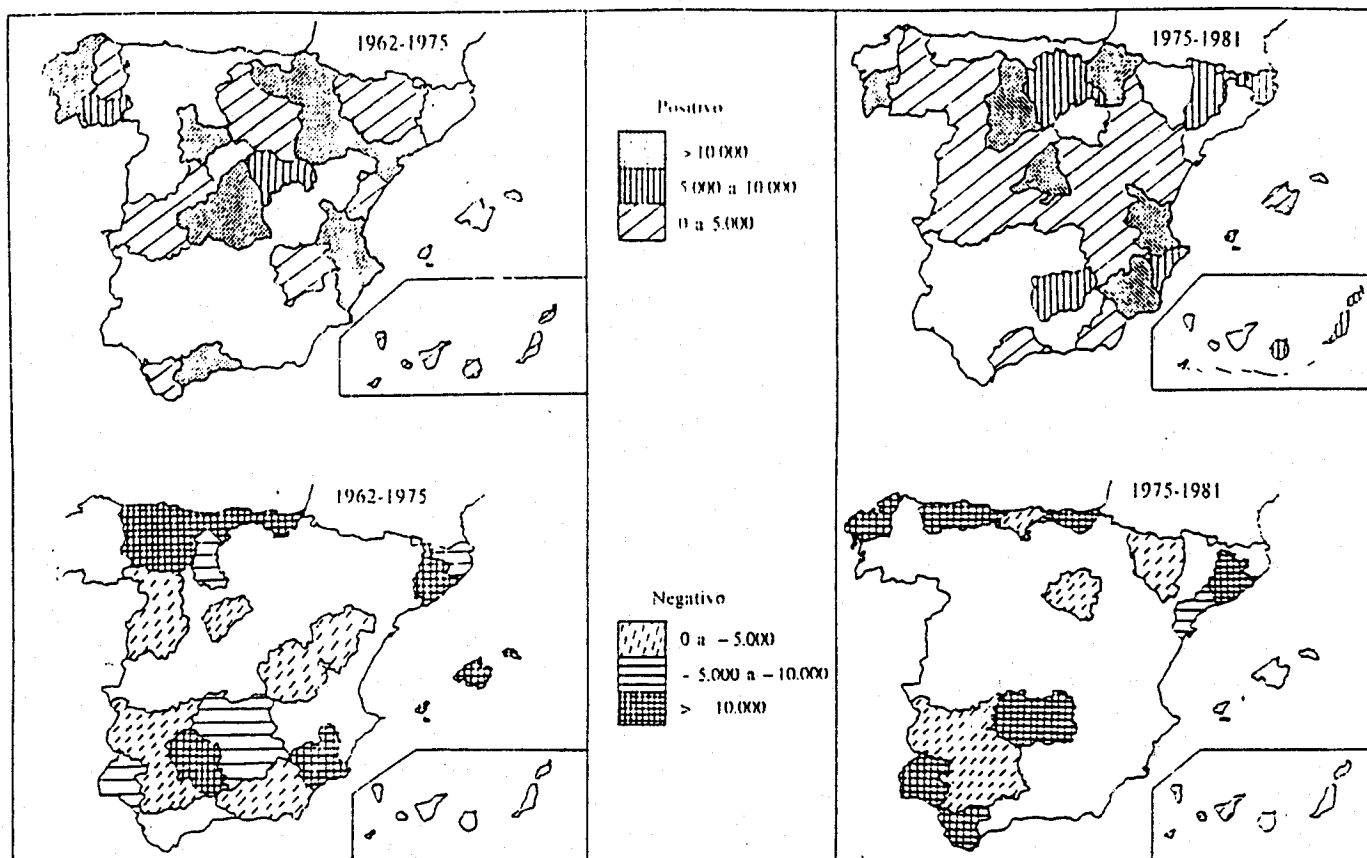 1962-1975
1975-1981
Positivo
> 10.000
5.000 a 10.000
0 a 5.000
1962-1975
1975-1981
Negativo
0 a – 5.000
- 5.000 a – 10.000
> 10.000